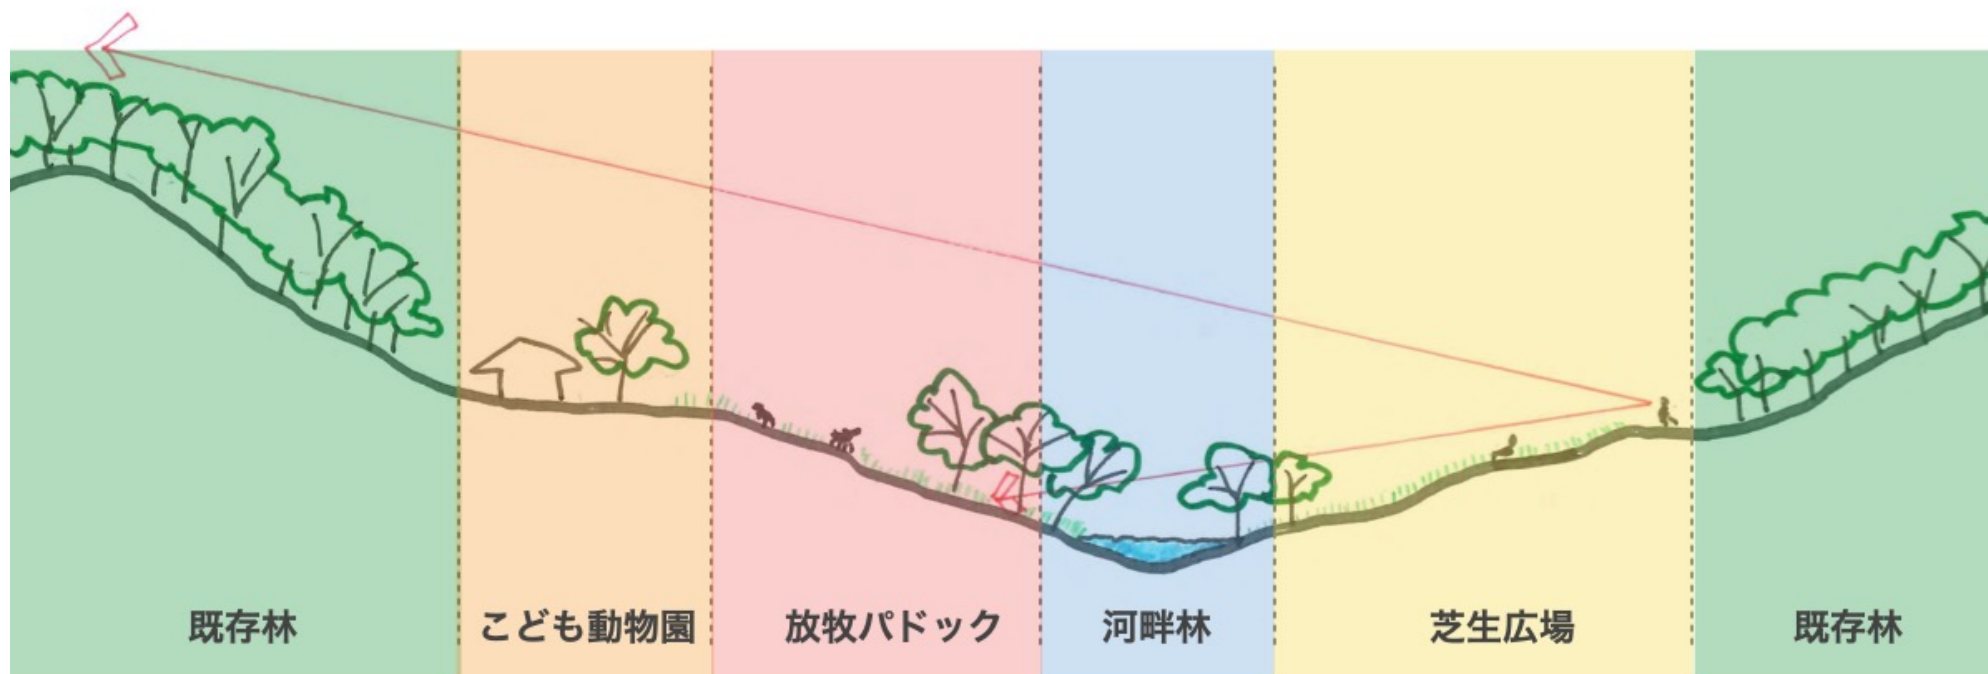 既存林
こども動物園
放牧パドック
河畔林
芝生広場
既存林